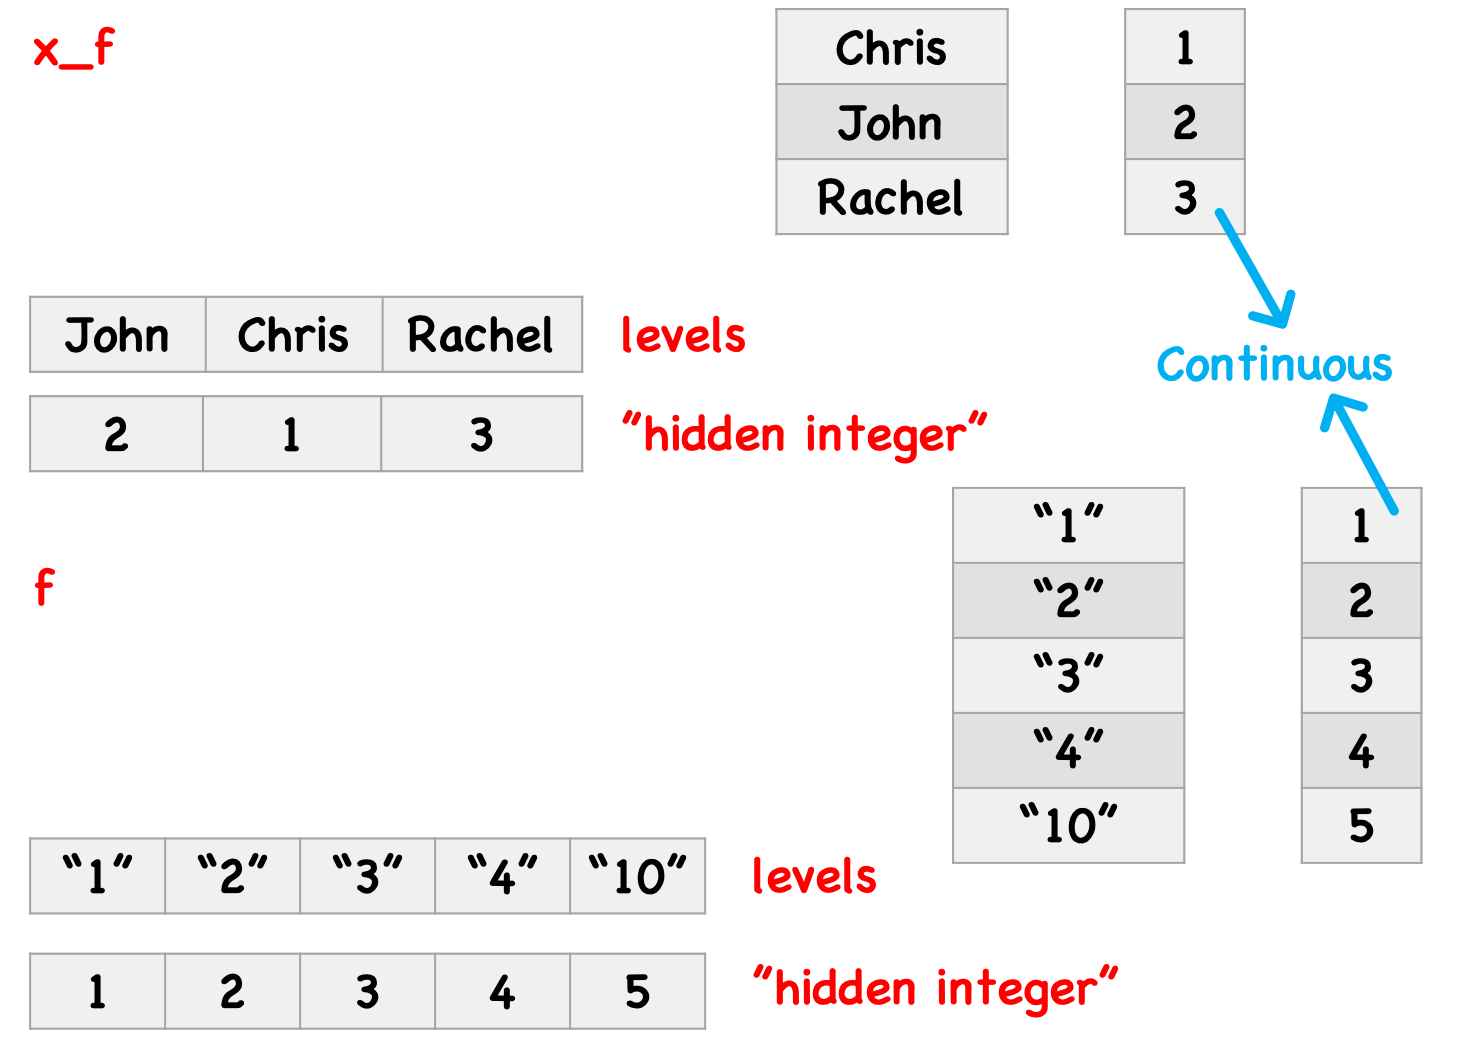 x_f
Chris 1
John 2
Rachel 3
John Chris Rachel levels
Continuous
2 1 3 "hidden integer"
"1" 1
f
"2" 2
"3" 3
"4" 4
"10" 5
"1" "2" "3" "4" "10" levels
1 2 3 4 5 "hidden integer"